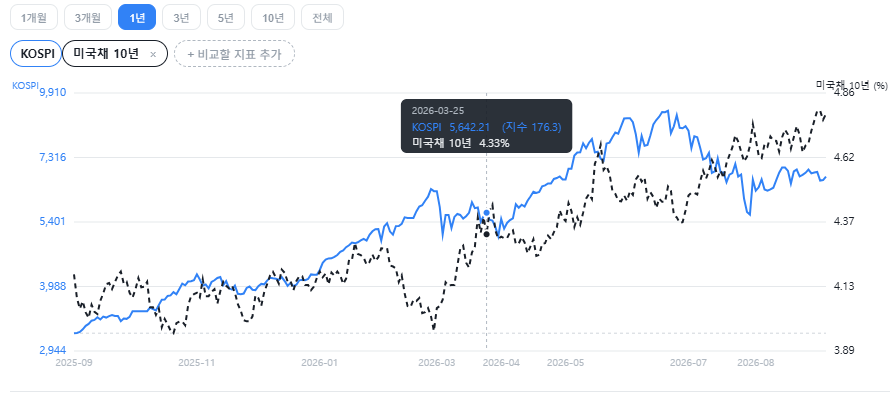 1개월 3개월 1년 3년 5년 10년 전체
KOSPI 미국채 10년 × + 비교할 지표 추가
KOSPI 미국채 10년 (%)
9,910 4.86
2026-03-25
KOSPI 5,642.21 (지수 176.3)
미국채 10년 4.33%
7,316 4.62
5,401 4.37
3,988 4.13
2,944 3.89
2025-09 2025-11 2026-01 2026-03 2026-04 2026-05 2026-07 2026-08